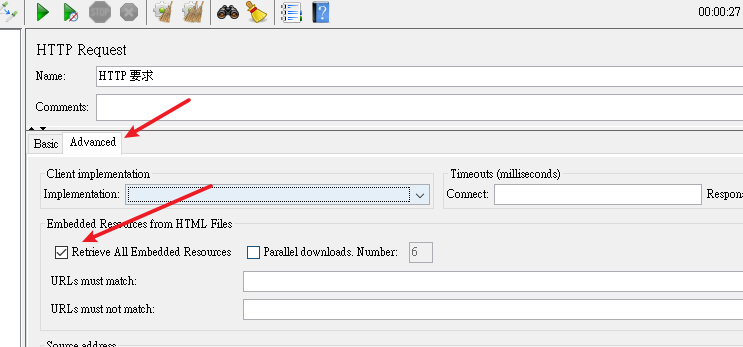 00:00:27
HTTP Request
Name: HTTP 要求
Comments:
Basic Advanced
Client implementation Timeouts (milliseconds)
Implementation: Connect: Respon
Embedded Resources from HTML Files
Retrieve All Embedded Resources Parallel downloads. Number: 6
URLs must match:
URLs must not match:
Source address